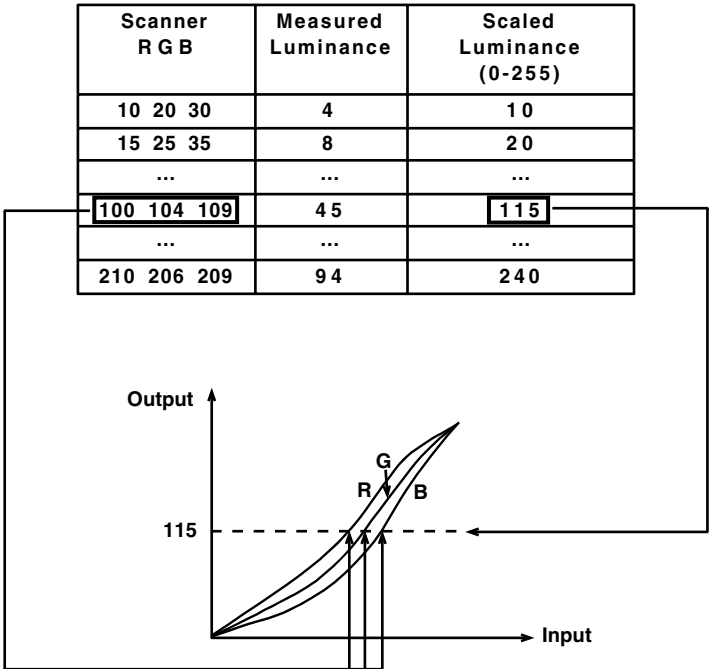 Scanner Measured Scaled
R G B Luminance Luminance
(0-255)
10 20 30 4 10
15 25 35 8 20
... ... ...
100 104 109 45 115
... ... ...
210 206 209 94 240
Output
G
R B
115
Input